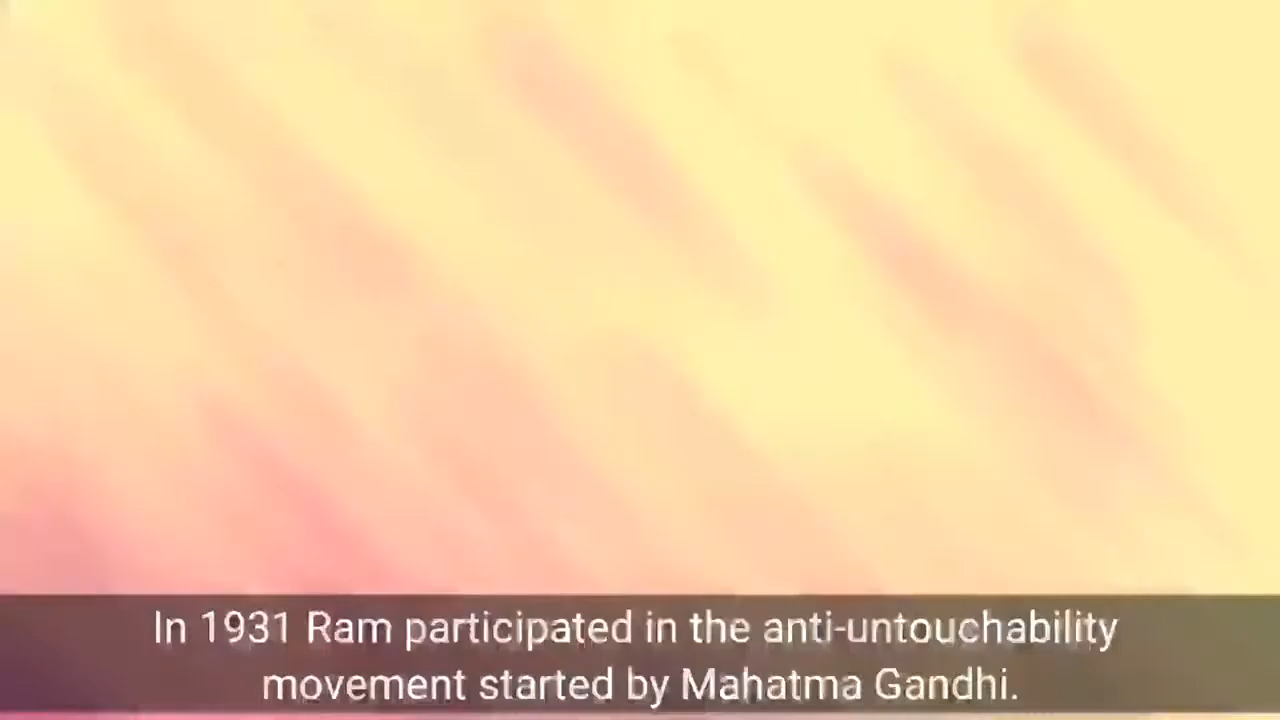 In 1931 Ram participated in the anti-untouchability
movement started by Mahatma Gandhi.